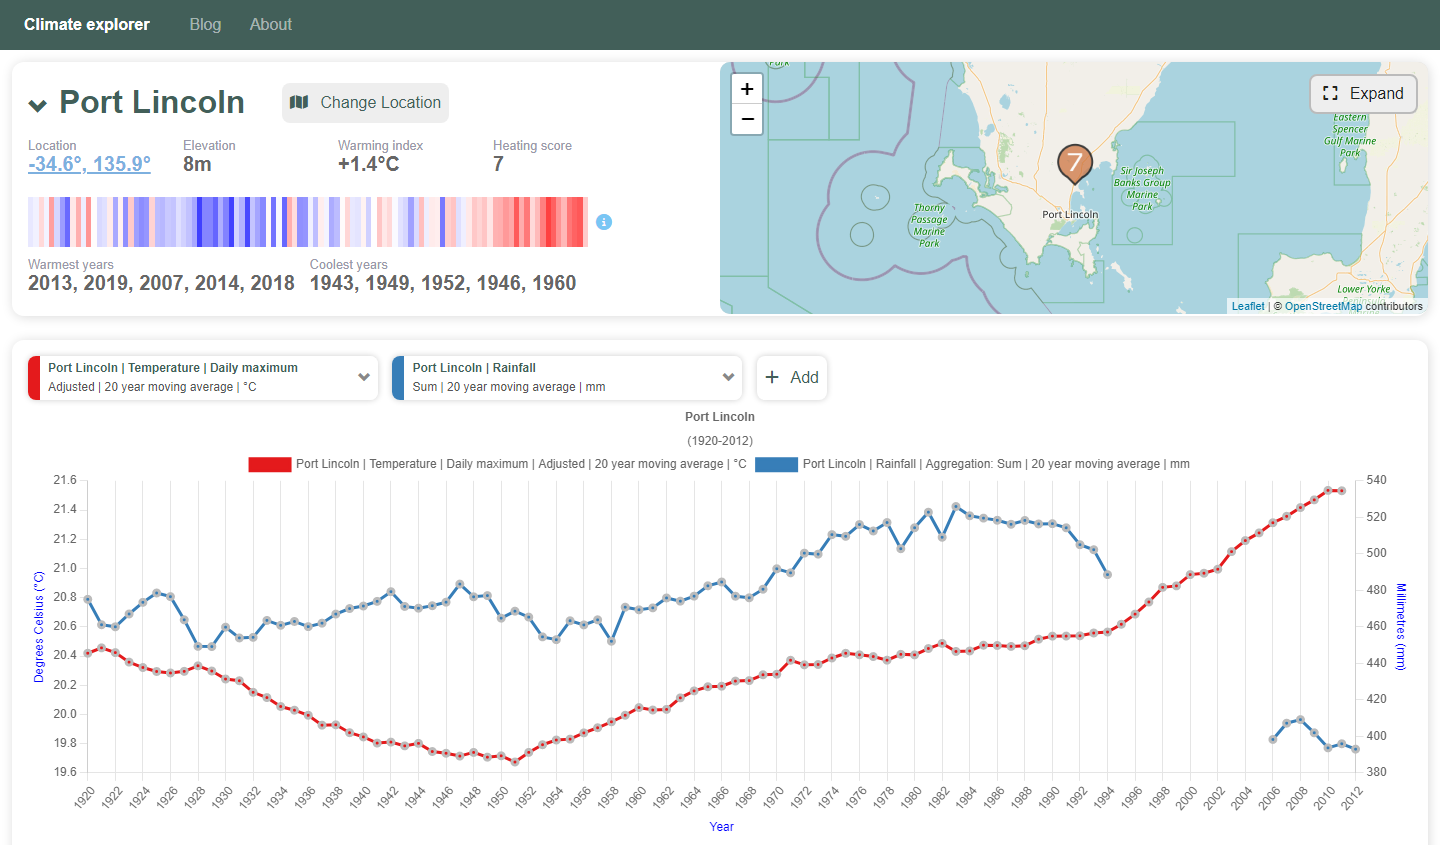 Climate explorer Blog About
Port Lincoln Change Location
Location Elevation Warming index Heating score
-34.6°, 135.9° 8m +1.4°C 7
i
Warmest years Coolest years
2013, 2019, 2007, 2014, 2018 1943, 1949, 1952, 1946, 1960
+
−
Expand
Park
Eastern
Spencer
Gulf Marine
Park
7
Sir Joseph
Banks Group
Marine
Park
Thorny
Passage
Marine
Park
Port Lincoln
Lower Yorke
Leaflet | © OpenStreetMap contributors
Port Lincoln | Temperature | Daily maximum
Adjusted | 20 year moving average | °C
Port Lincoln | Rainfall
Sum | 20 year moving average | mm
+ Add
Port Lincoln
(1920-2012)
Port Lincoln | Temperature | Daily maximum | Adjusted | 20 year moving average | °C Port Lincoln | Rainfall | Aggregation: Sum | 20 year moving average | mm
Degrees Celsius (°C)
21.6
21.4
21.2
21.0
20.8
20.6
20.4
20.2
20.0
19.8
19.6
540
520
500
480
460
440
420
400
380
Millimetres (mm)
1920 1922 1924 1926 1928 1930 1932 1934 1936 1938 1940 1942 1944 1946 1948 1950 1952 1954 1956 1958 1960 1962 1964 1966 1968 1970 1972 1974 1976 1978 1980 1982 1984 1986 1988 1990 1992 1994 1996 1998 2000 2002 2004 2006 2008 2010 2012
Year